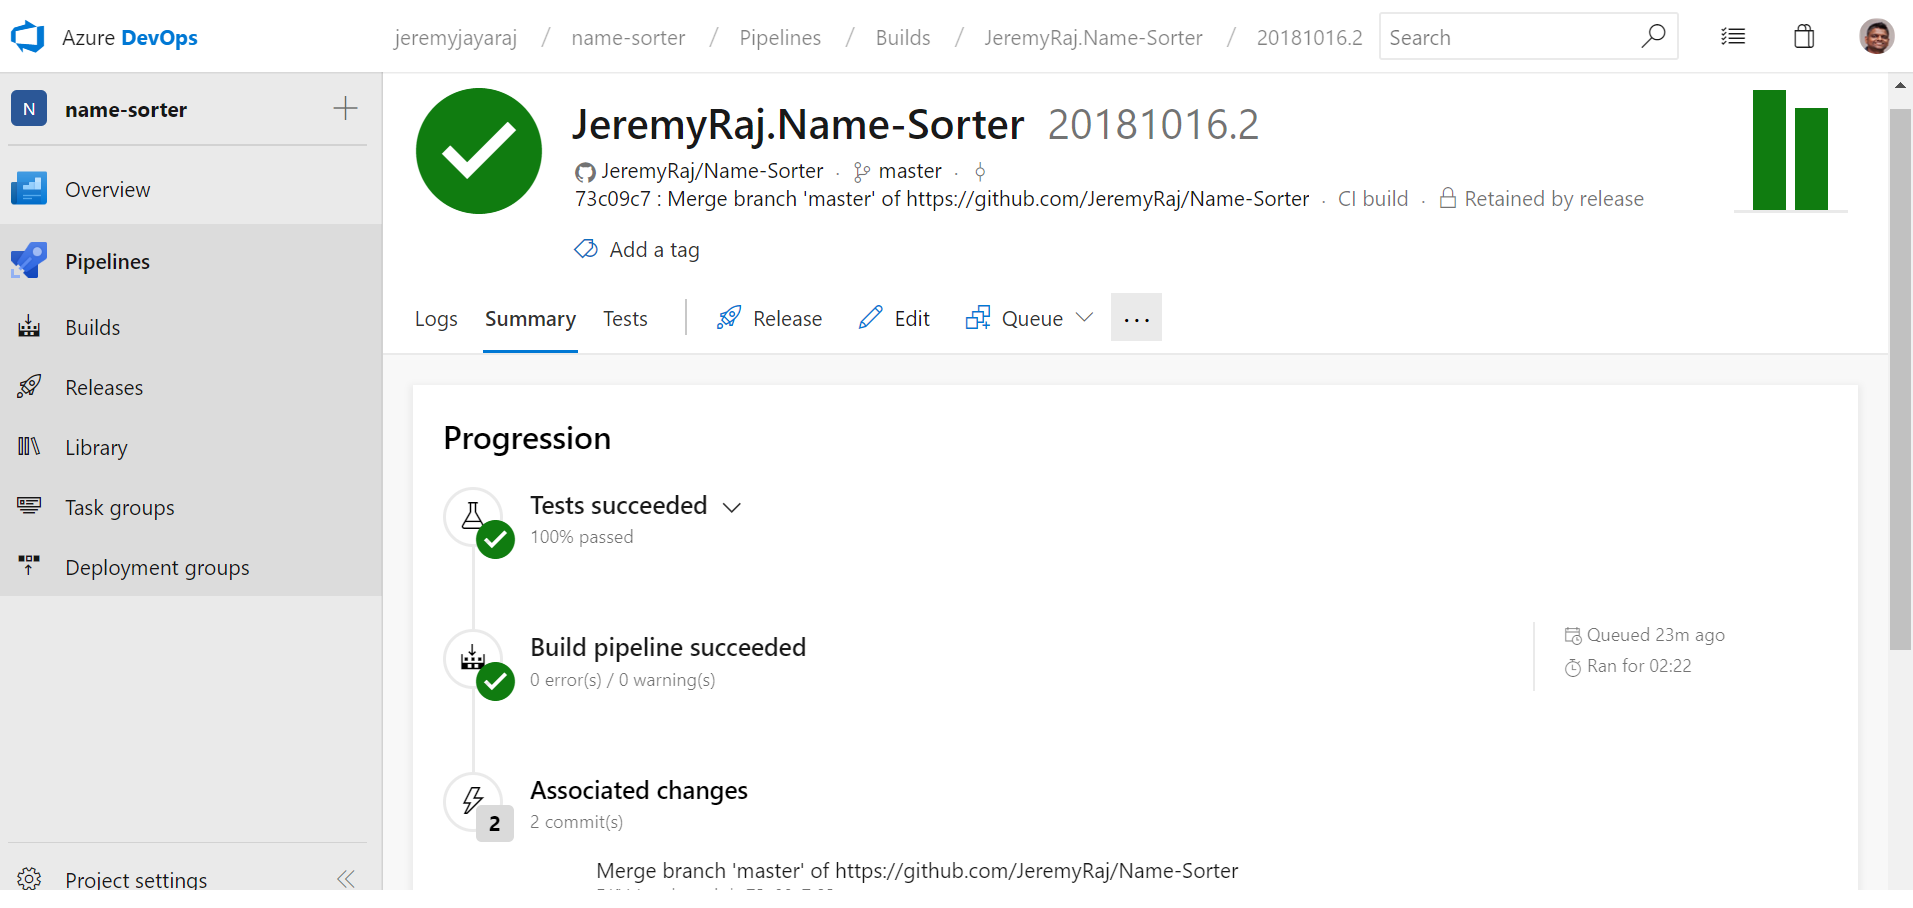 Azure DevOps
jeremyjayaraj / name-sorter / Pipelines / Builds / JeremyRaj.Name-Sorter / 20181016.2
Search
N
name-sorter
Overview
Pipelines
Builds
Releases
Library
Task groups
Deployment groups
Project settings
JeremyRaj.Name-Sorter 20181016.2
JeremyRaj/Name-Sorter · master ·
73c09c7 : Merge branch 'master' of https://github.com/JeremyRaj/Name-Sorter · CI build · Retained by release
Add a tag
Logs Summary Tests Release Edit Queue ...
Progression
Tests succeeded
100% passed
Build pipeline succeeded
0 error(s) / 0 warning(s)
Queued 23m ago
Ran for 02:22
Associated changes
2
2 commit(s)
Merge branch 'master' of https://github.com/JeremyRaj/Name-Sorter